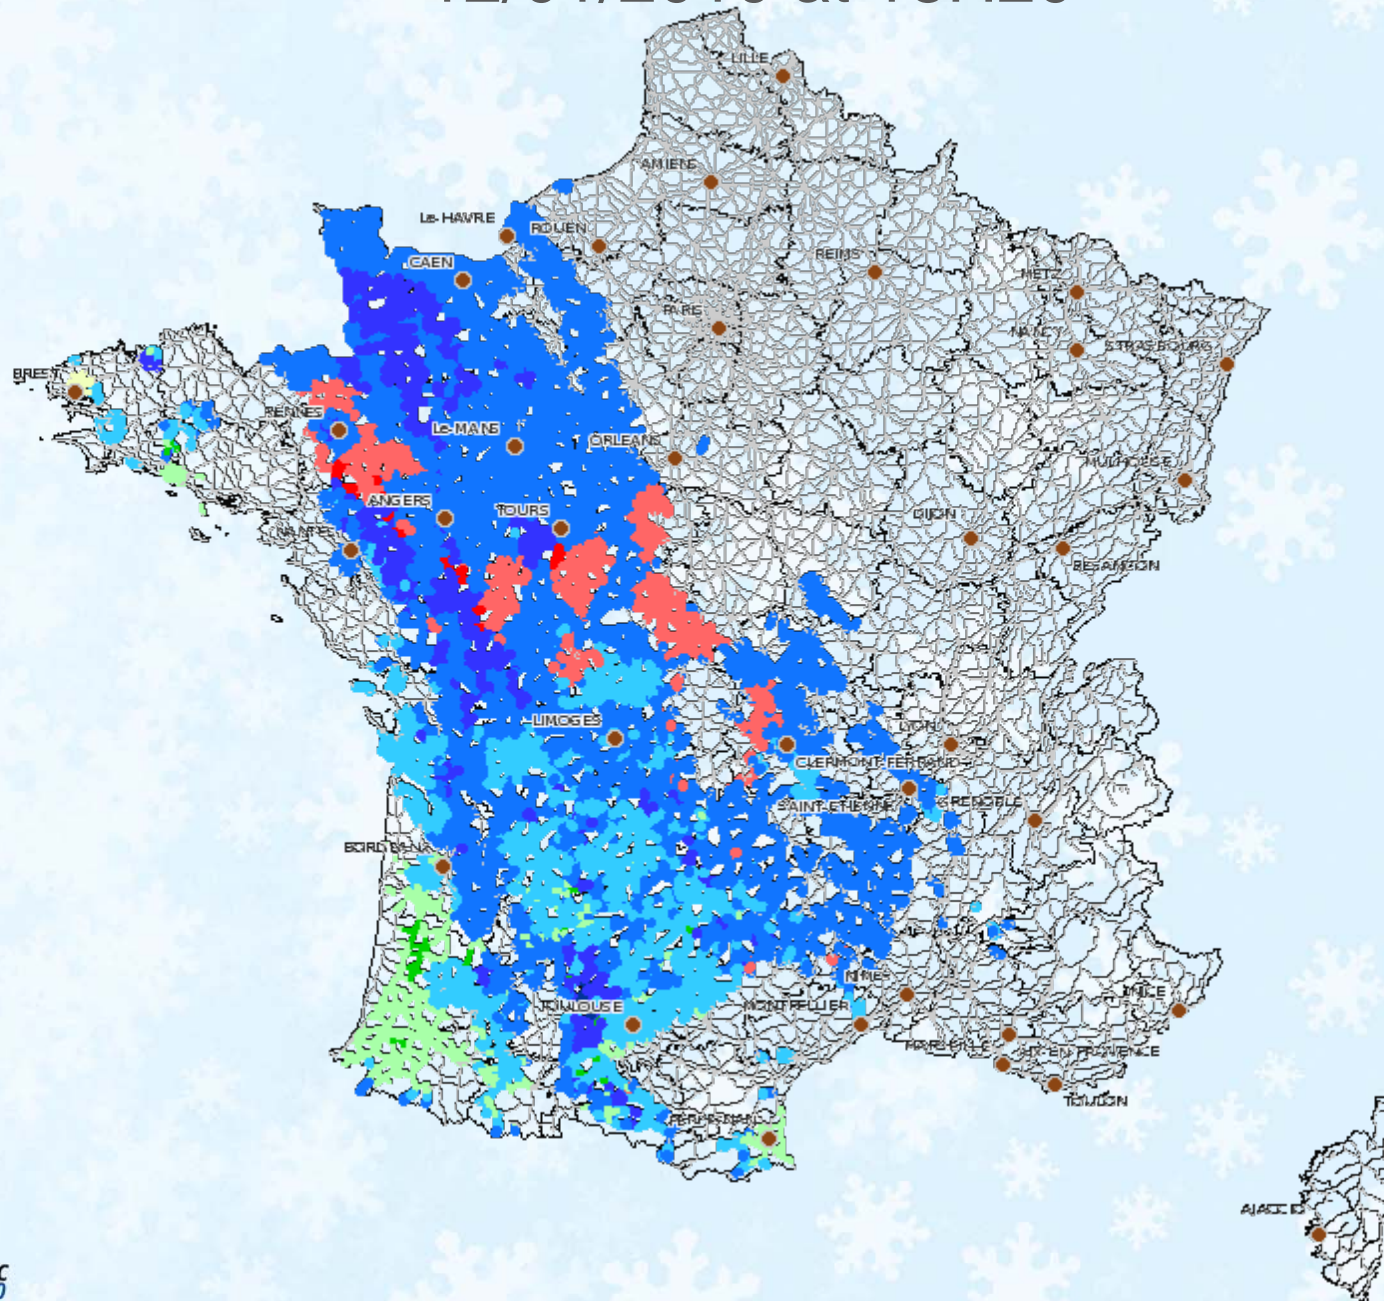 LILLE
AMIENS
Le-HAVRE
ROUEN
CAEN
REIMS
METZ
PARIS
NANCY
STRASBOURG
BREST
RENNES
Le-MANS
ORLEANS
MULHOUSE
ANGERS
TOURS
DIJON
NANTES
BESANCON
LIMOGES
LYON
CLERMONT-FERRAND
SAINT-ETIENNE
GRENOBLE
BORDEAUX
NIMES
NICE
TOULOUSE
MONTPELLIER
MARSEILLE
AIX-EN-PROVENCE
TOULON
PERPIGNAN
AJACCIO